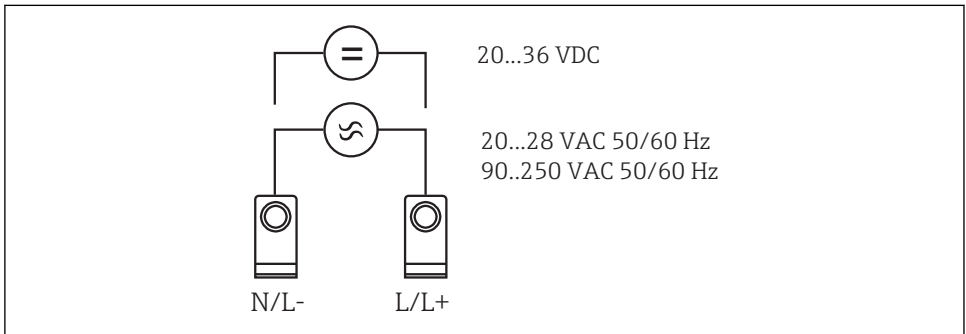 20...36 VDC
20...28 VAC 50/60 Hz
90..250 VAC 50/60 Hz
N/L- L/L+